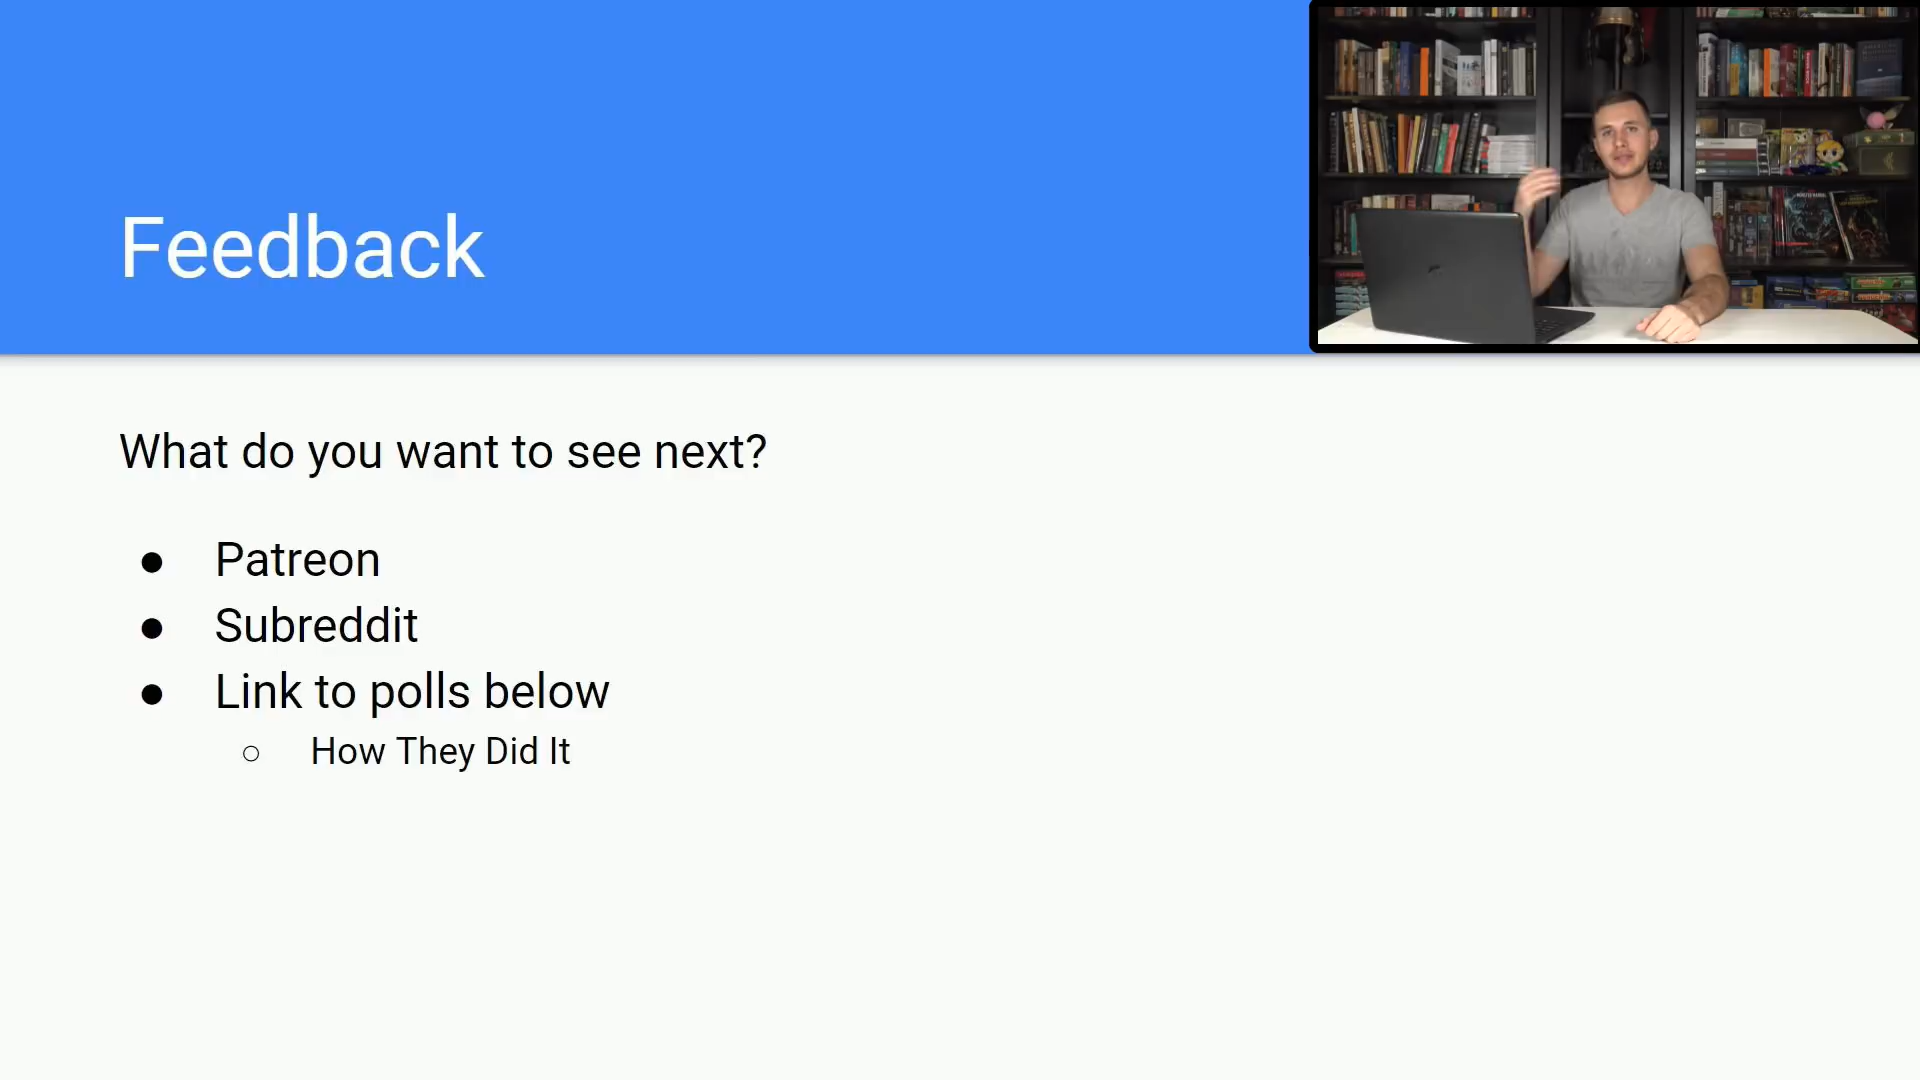 Feedback
What do you want to see next?
● Patreon
● Subreddit
● Link to polls below
○ How They Did It